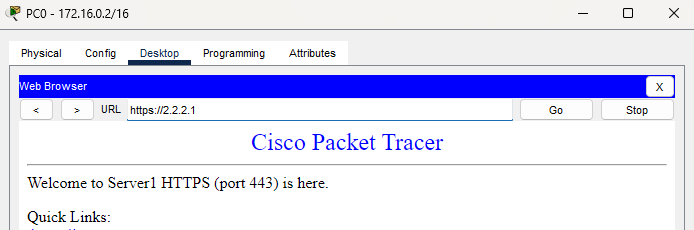 PC0 - 172.16.0.2/16
Physical Config Desktop Programming Attributes
Web Browser X
< > URL https://2.2.2.1 Go Stop
Cisco Packet Tracer
Welcome to Server1 HTTPS (port 443) is here.
Quick Links: